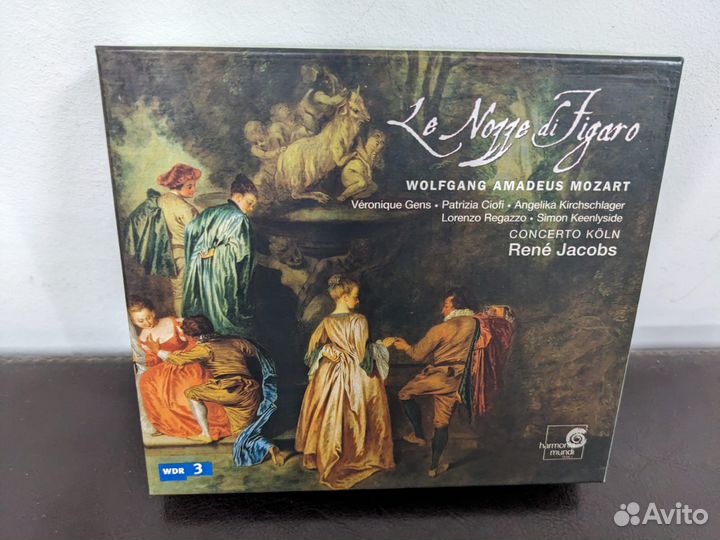 Le Nozze di Figaro
WOLFGANG AMADEUS MOZART
Véronique Gens • Patrizia Ciofi • Angelika Kirchschlager
Lorenzo Regazzo • Simon Keenlyside
CONCERTO KÖLN
René Jacobs
WDR 3
harmonia
mundi
Avito